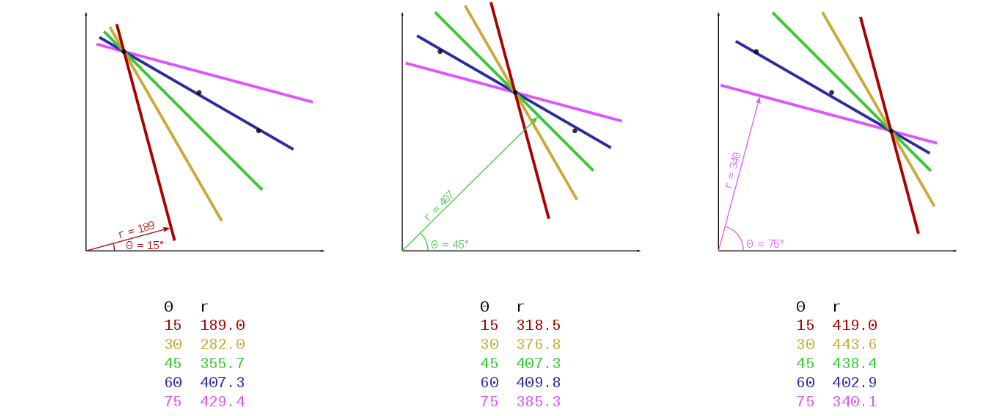 r = 189
Θ = 15°
r = 407
Θ = 45°
r = 340
Θ = 75°
Θ r
15 189.0
30 282.0
45 355.7
60 407.3
75 429.4
Θ r
15 318.5
30 376.8
45 407.3
60 409.8
75 385.3
Θ r
15 419.0
30 443.6
45 438.4
60 402.9
75 340.1